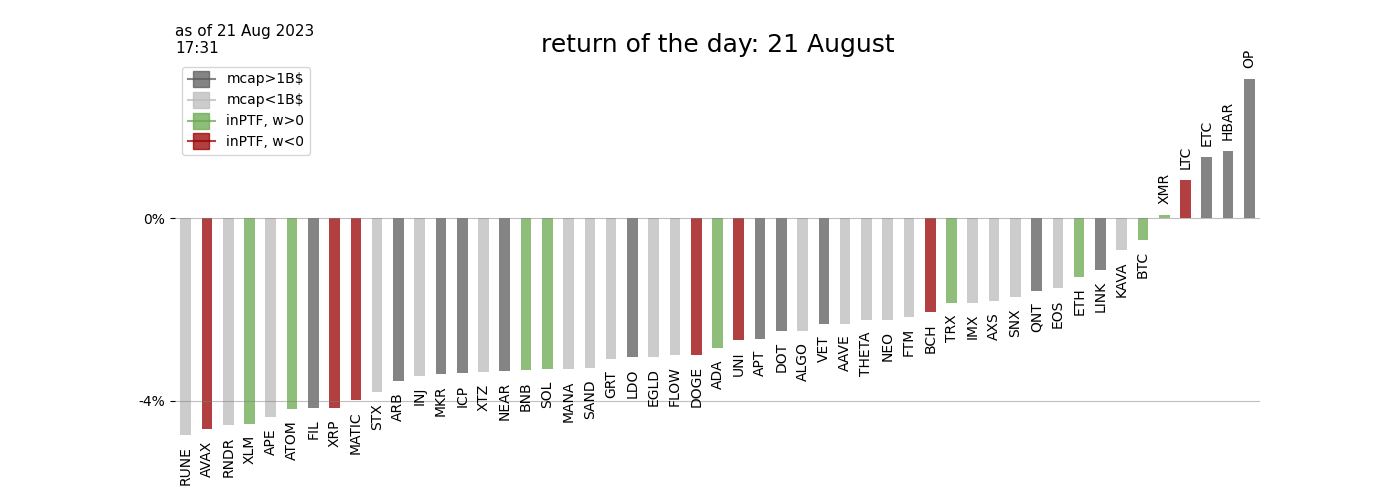 as of 21 Aug 2023
17:31
return of the day: 21 August
mcap>1B$
mcap<1B$
inPTF, w>0
inPTF, w<0
0%
-4%
RUNE
AVAX
RNDR
XLM
APE
ATOM
FIL
XRP
MATIC
STX
ARB
INJ
MKR
ICP
XTZ
NEAR
BNB
SOL
MANA
SAND
GRT
LDO
EGLD
FLOW
DOGE
ADA
UNI
APT
DOT
ALGO
VET
AAVE
THETA
NEO
FTM
BCH
TRX
IMX
AXS
SNX
QNT
EOS
ETH
LINK
KAVA
BTC
XMR
LTC
ETC
HBAR
OP